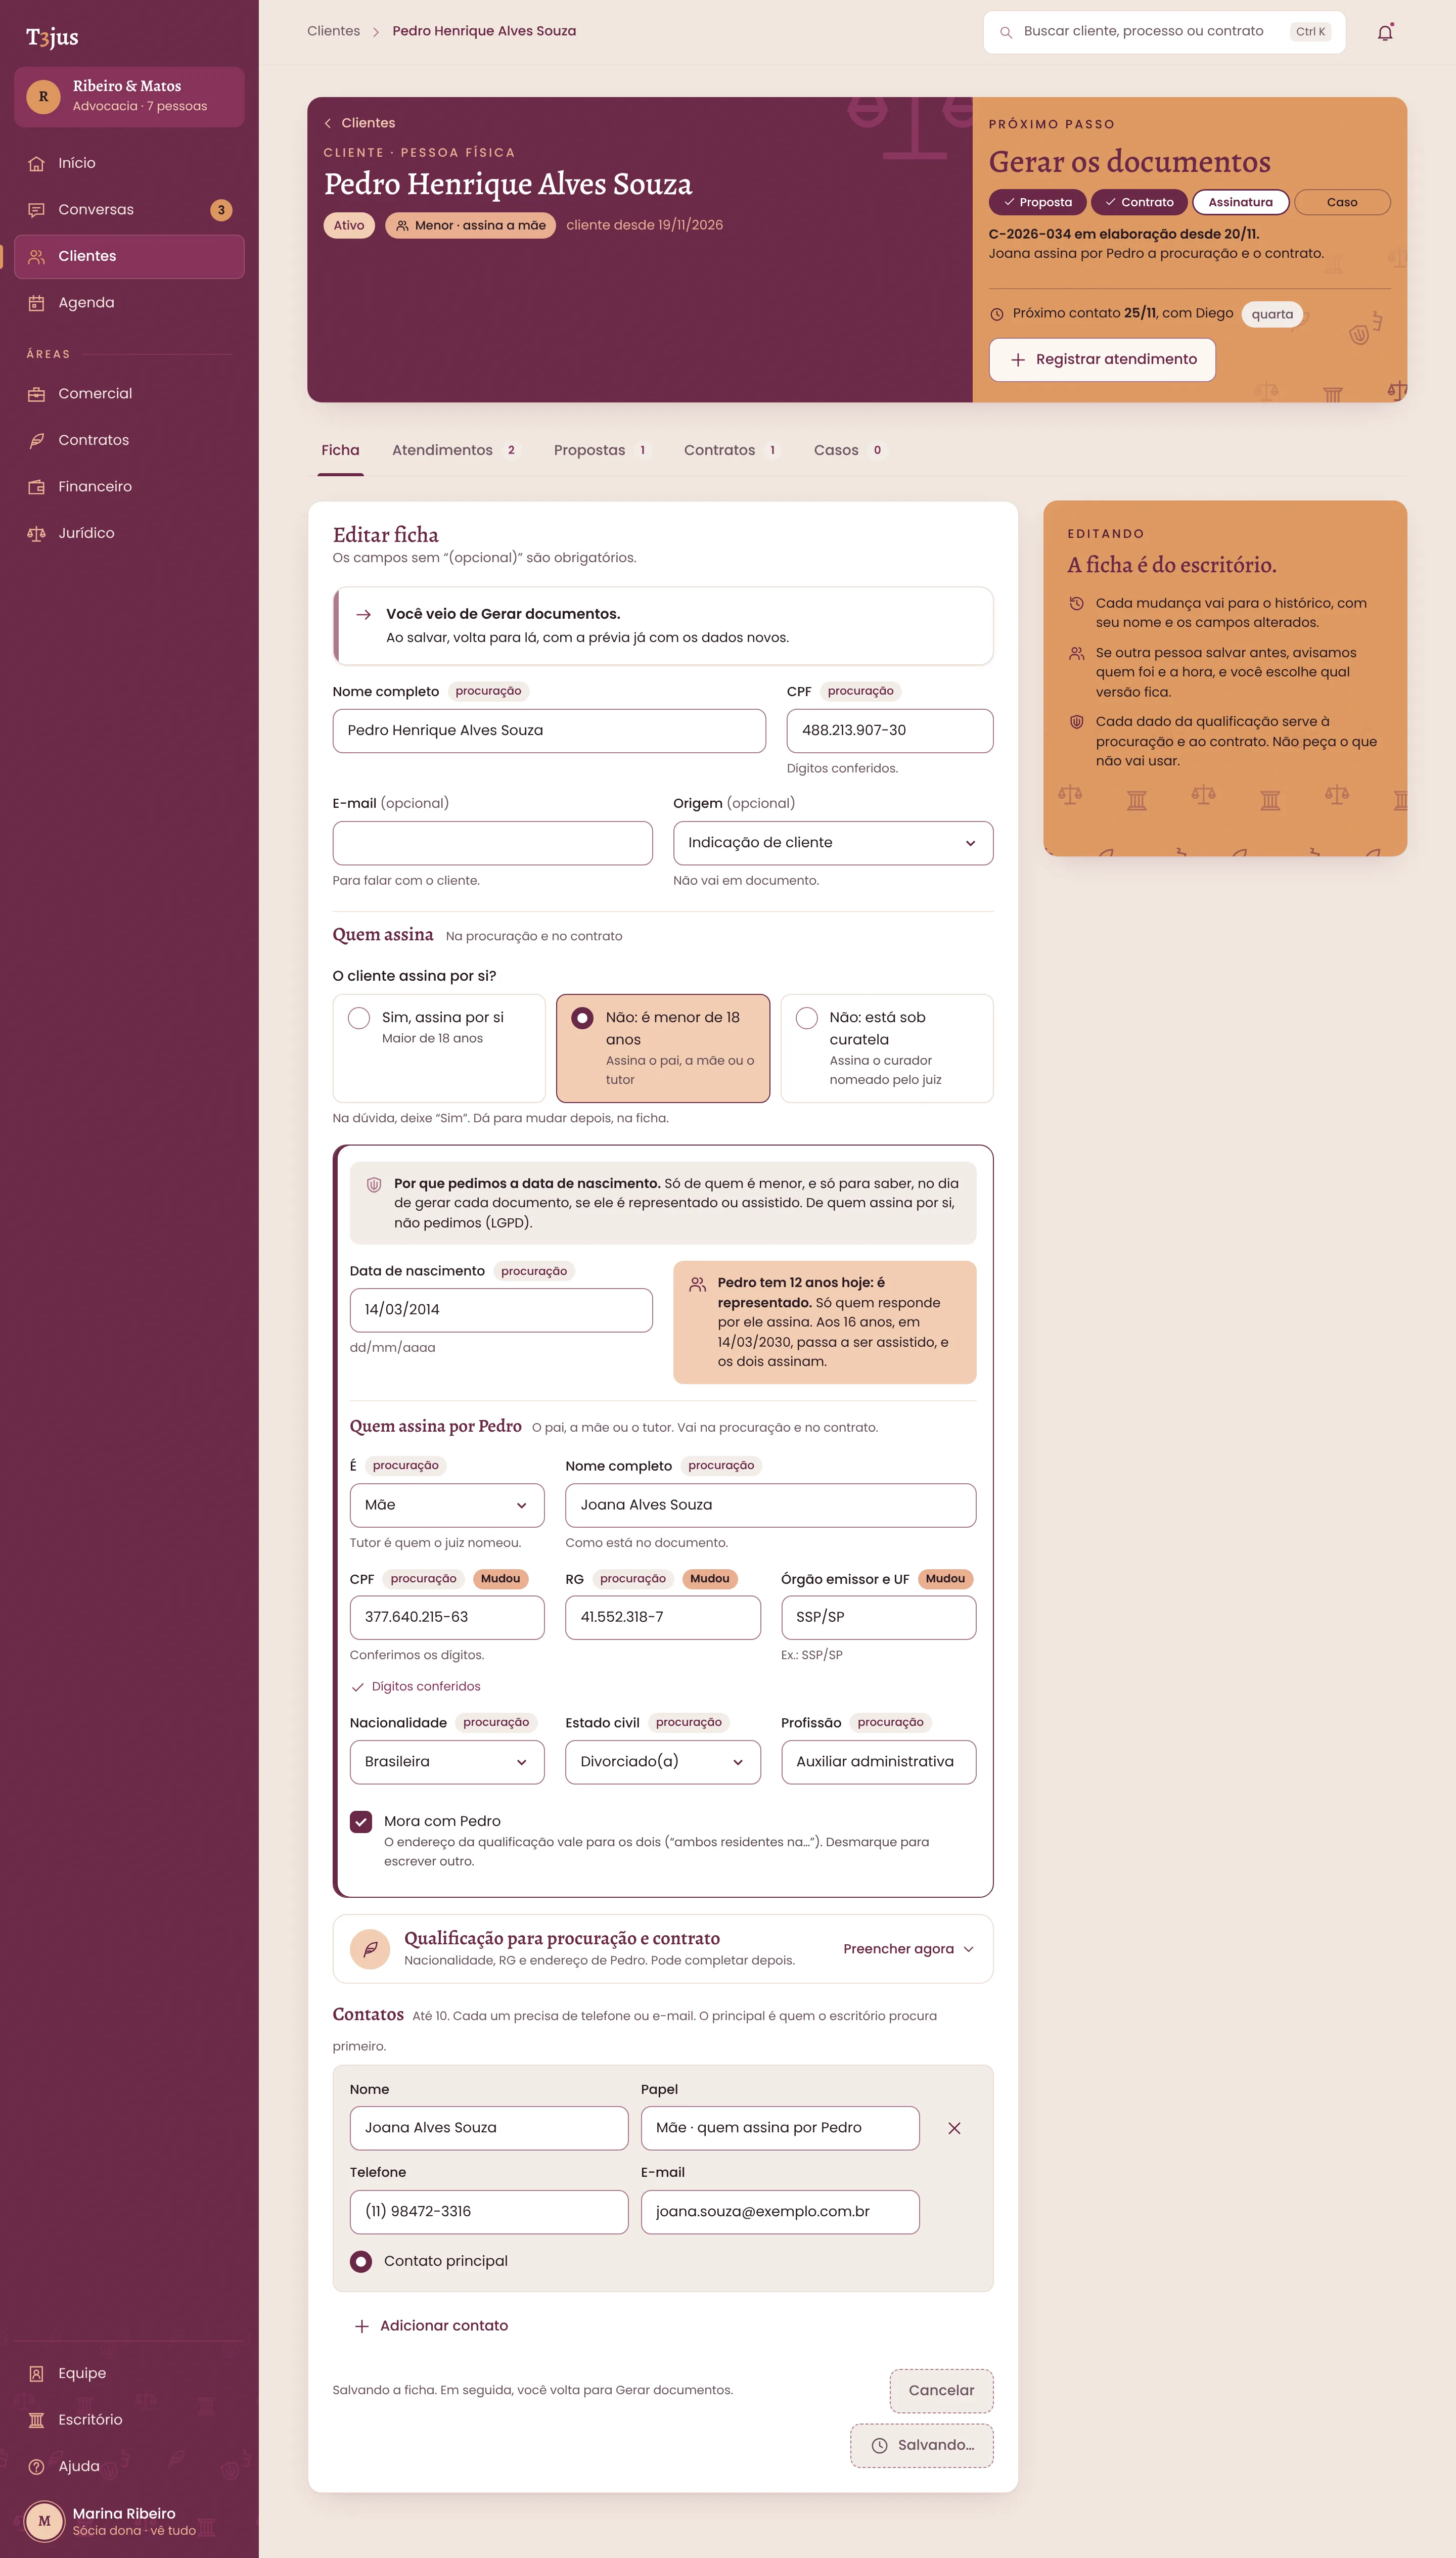 T3jus
R
Ribeiro & Matos
Advocacia · 7 pessoas
Início
Conversas
3
Clientes
Agenda
ÁREAS
Comercial
Contratos
Financeiro
Jurídico
Equipe
Escritório
Ajuda
M
Marina Ribeiro
Sócia dona · vê tudo
Clientes
Pedro Henrique Alves Souza
Buscar cliente, processo ou contrato
Ctrl K
Clientes
CLIENTE · PESSOA FÍSICA
Pedro Henrique Alves Souza
Ativo
Menor · assina a mãe
cliente desde 19/11/2026
PRÓXIMO PASSO
Gerar os documentos
Proposta
Contrato
Assinatura
Caso
C-2026-034 em elaboração desde 20/11.
Joana assina por Pedro a procuração e o contrato.
Próximo contato 25/11, com Diego
quarta
Registrar atendimento
Ficha
Atendimentos 2
Propostas 1
Contratos 1
Casos 0
Editar ficha
Os campos sem “(opcional)” são obrigatórios.
Você veio de Gerar documentos.
Ao salvar, volta para lá, com a prévia já com os dados novos.
Nome completo procuração
CPF procuração
Pedro Henrique Alves Souza
488.213.907-30
Dígitos conferidos.
E-mail (opcional)
Origem (opcional)
Indicação de cliente
Para falar com o cliente.
Não vai em documento.
Quem assina Na procuração e no contrato
O cliente assina por si?
Sim, assina por si
Maior de 18 anos
Não: é menor de 18
anos
Assina o pai, a mãe ou o
tutor
Não: está sob
curatela
Assina o curador
nomeado pelo juiz
Na dúvida, deixe “Sim”. Dá para mudar depois, na ficha.
Por que pedimos a data de nascimento. Só de quem é menor, e só para saber, no dia
de gerar cada documento, se ele é representado ou assistido. De quem assina por si,
não pedimos (LGPD).
Data de nascimento procuração
14/03/2014
dd/mm/aaaa
Pedro tem 12 anos hoje: é
representado. Só quem responde
por ele assina. Aos 16 anos, em
14/03/2030, passa a ser assistido, e
os dois assinam.
Quem assina por Pedro O pai, a mãe ou o tutor. Vai na procuração e no contrato.
É procuração
Nome completo procuração
Mãe
Joana Alves Souza
Tutor é quem o juiz nomeou.
Como está no documento.
CPF procuração Mudou
RG procuração Mudou
Órgão emissor e UF Mudou
377.640.215-63
41.552.318-7
SSP/SP
Conferimos os dígitos.
Ex.: SSP/SP
Dígitos conferidos
Nacionalidade procuração
Estado civil procuração
Profissão procuração
Brasileira
Divorciado(a)
Auxiliar administrativa
Mora com Pedro
O endereço da qualificação vale para os dois (“ambos residentes na…”). Desmarque para
escrever outro.
Qualificação para procuração e contrato
Nacionalidade, RG e endereço de Pedro. Pode completar depois.
Preencher agora
Contatos Até 10. Cada um precisa de telefone ou e-mail. O principal é quem o escritório procura
primeiro.
Nome
Papel
Joana Alves Souza
Mãe · quem assina por Pedro
Telefone
E-mail
(11) 98472-3316
joana.souza@exemplo.com.br
Contato principal
Adicionar contato
Salvando a ficha. Em seguida, você volta para Gerar documentos.
Cancelar
Salvando…
EDITANDO
A ficha é do escritório.
Cada mudança vai para o histórico, com
seu nome e os campos alterados.
Se outra pessoa salvar antes, avisamos
quem foi e a hora, e você escolhe qual
versão fica.
Cada dado da qualificação serve à
procuração e ao contrato. Não peça o que
não vai usar.